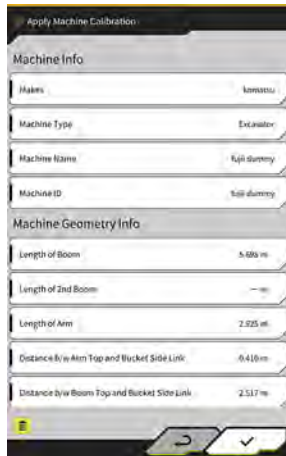 Apply Machine Calibration
Machine Info
Makes komatsu
Machine Type Excavator
Machine Name fuji dummy
Machine ID fuji dummy
Machine Geometry Info
Length of Boom 5.695 m
Length of 2nd Boom --- m
Length of Arm 2.925 m
Distance b/w Arm Top and Bucket Side Link 0.410 m
Distance b/w Boom Top and Bucket Side Link 2.517 m